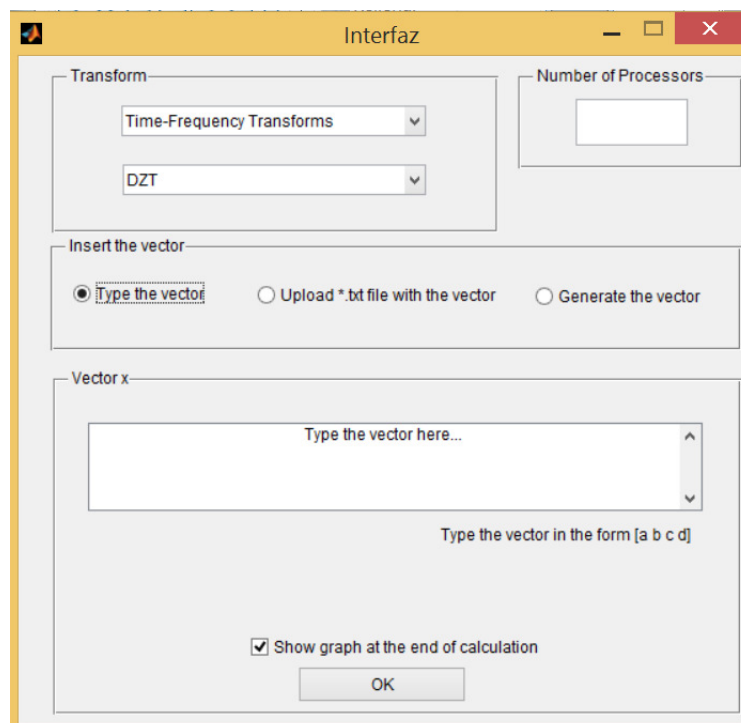 Interfaz
Transform
Number of Processors
Time-Frequency Transforms
DZT
Insert the vector
Type the vector
Upload *.txt file with the vector
Generate the vector
Vector x
Type the vector here...
Type the vector in the form [a b c d]
Show graph at the end of calculation
OK